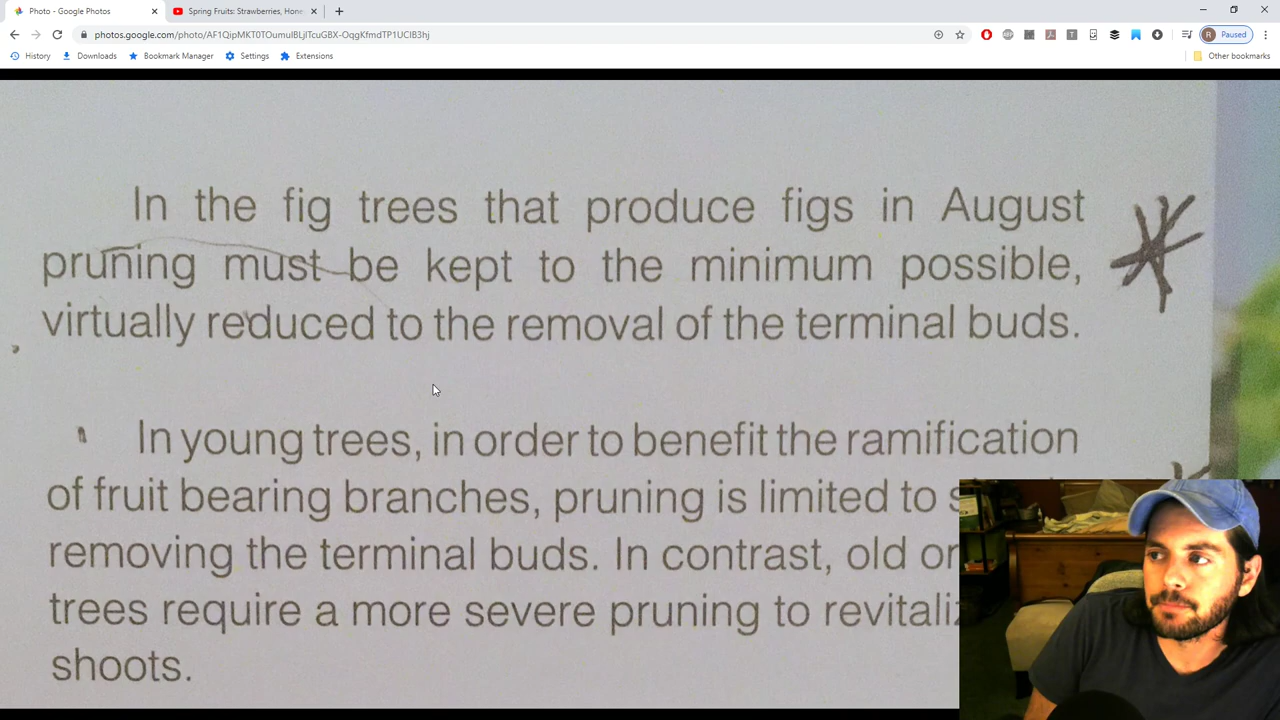 Photo - Google Photos
Spring Fruits: Strawberries, Hone
photos.google.com/photo/AF1QipMKT0TOumuIBLjITcuGBX-OqgKfmdTP1UCIB3hj
R Paused
History Downloads Bookmark Manager Settings Extensions Other bookmarks
In the fig trees that produce figs in August
pruning must be kept to the minimum possible,
virtually reduced to the removal of the terminal buds.
In young trees, in order to benefit the ramification
of fruit bearing branches, pruning is limited to
removing the terminal buds. In contrast, old
trees require a more severe pruning to
shoots.